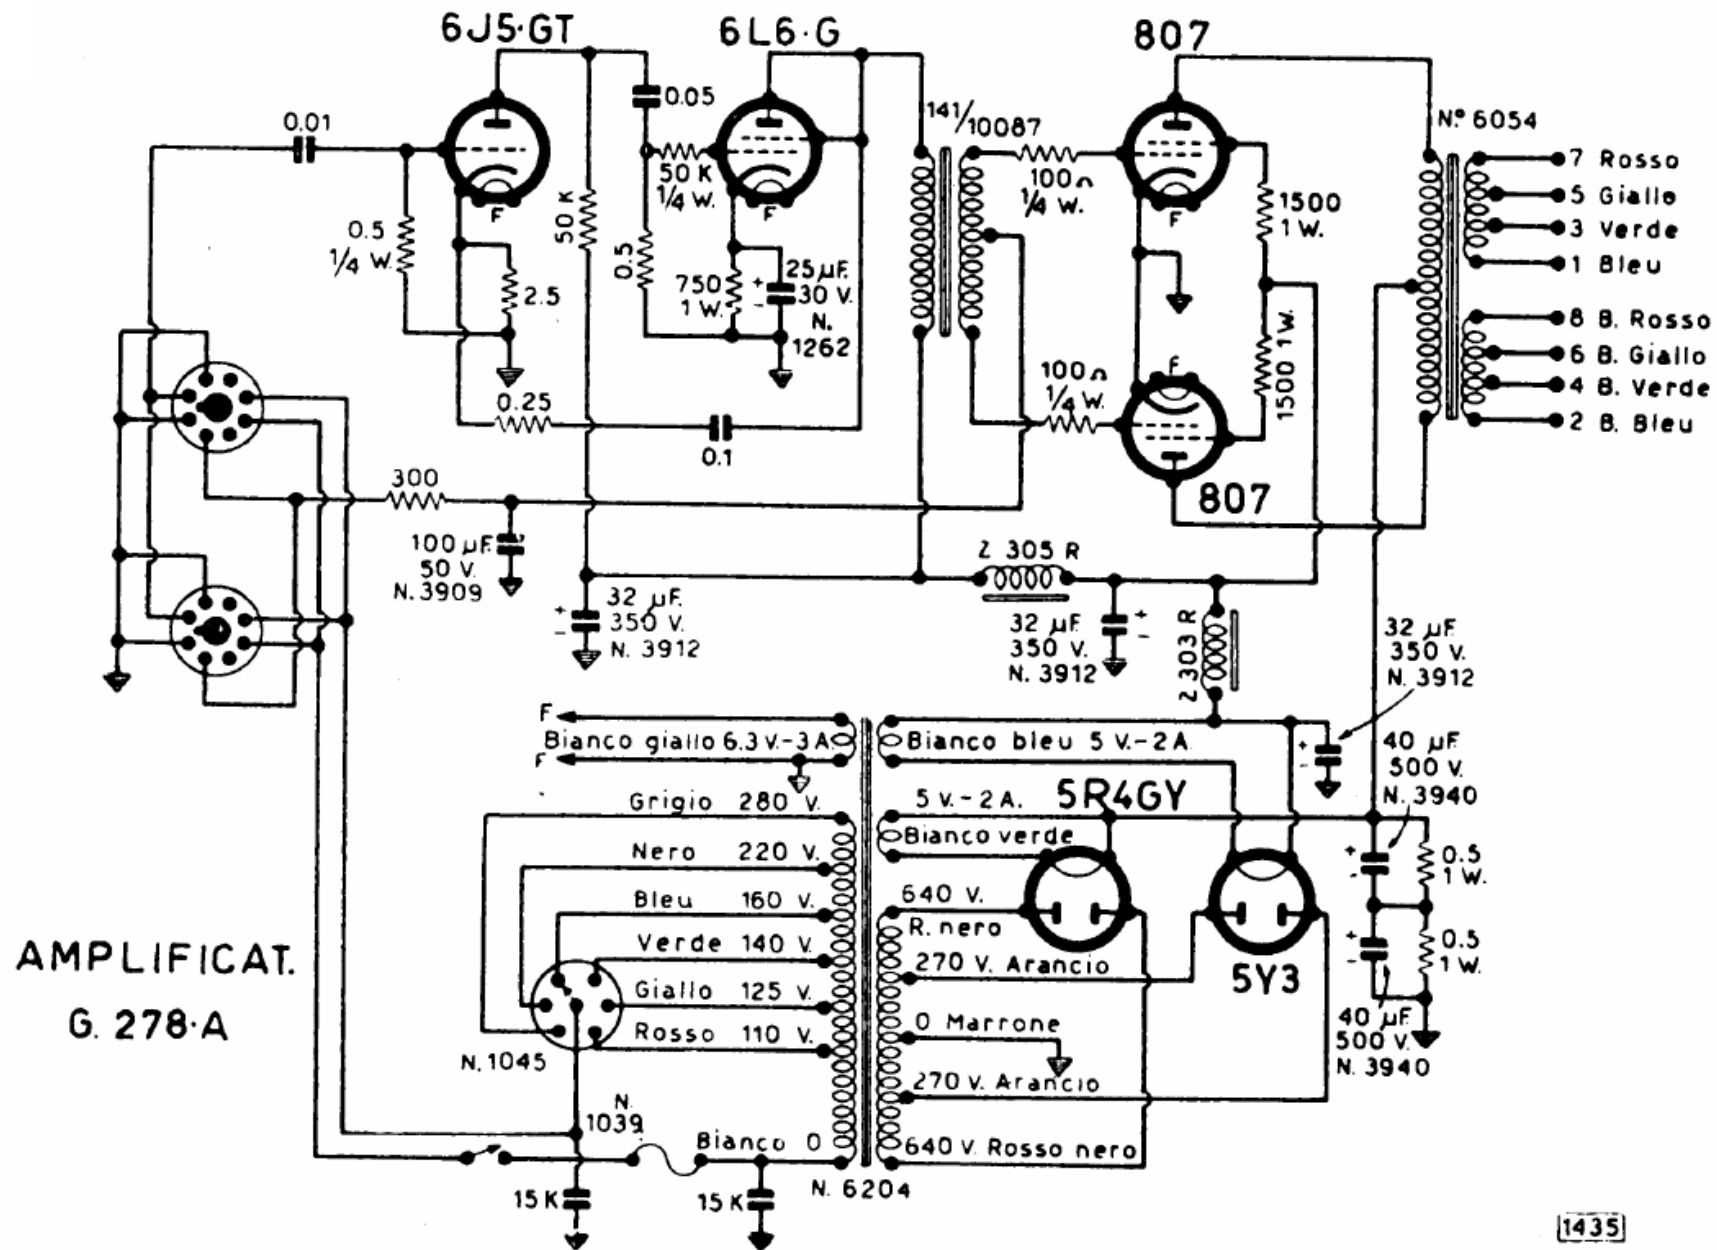 6J5·GT
6L6·G
807
0.01
0.05
141/10087
N.º 6054
7 Rosso
5 Giallo
3 Verde
1 Bleu
8 B. Rosso
6 B. Giallo
4 B. Verde
2 B. Bleu
50 K
1/4 W.
100 Ω
1/4 W.
1500
1 W.
F
F
F
0.5
1/4 W.
50 K
0.5
2.5
750
1 W.
25 µF.
30 V.
N.
1262
100 Ω
1/4 W.
F
1500 1 W.
0.25
0.1
807
300
100 µF.
50 V.
N. 3909
32 µF.
350 V.
N. 3912
Z 305 R
32 µF.
350 V.
N. 3912
Z 303 R
32 µF.
350 V.
N. 3912
F
Bianco giallo 6.3 V.-3 A.
F
Bianco bleu 5 V.-2 A.
40 µF.
500 V.
N. 3940
Grigio 280 V.
5 V.-2 A.
5R4GY
Bianco verde
Nero 220 V.
Bleu 160 V.
640 V.
R. nero
0.5
1 W.
Verde 140 V.
270 V. Arancio
5Y3
0.5
1 W.
AMPLIFICAT.
G. 278·A
Giallo 125 V.
Rosso 110 V.
0 Marrone
40 µF.
500 V.
N. 3940
N. 1045
270 V. Arancio
N.
1039
Bianco 0
640 V. Rosso nero
15 K
15 K
N. 6204
1435